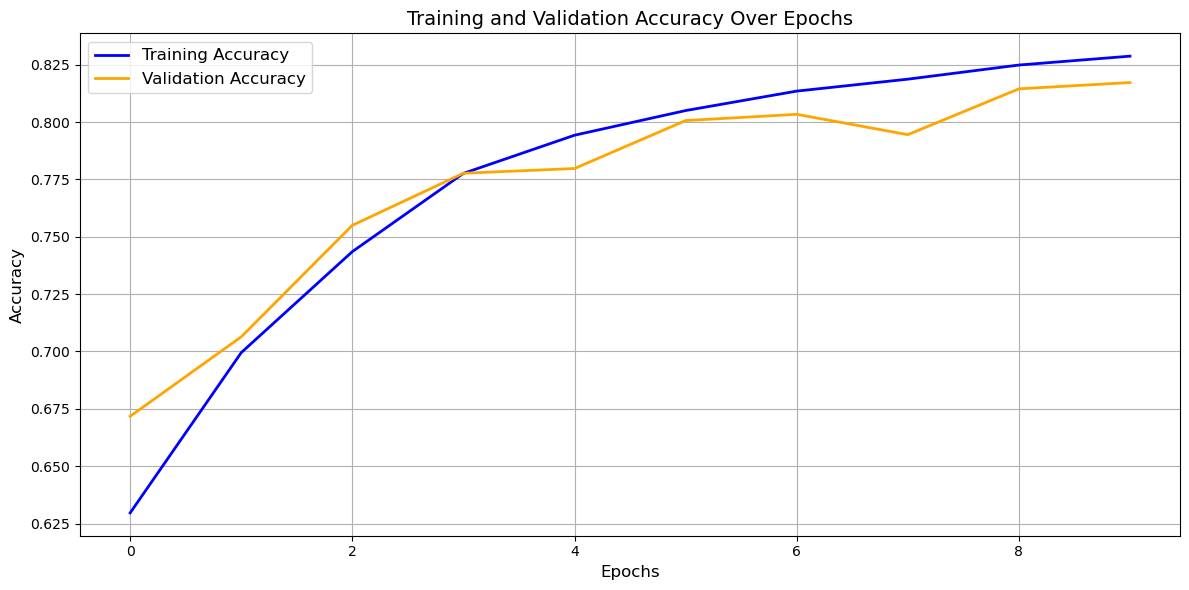 Training and Validation Accuracy Over Epochs
Training Accuracy
Validation Accuracy
0.825
0.800
0.775
0.750
0.725
0.700
0.675
0.650
0.625
Accuracy
0 2 4 6 8
Epochs